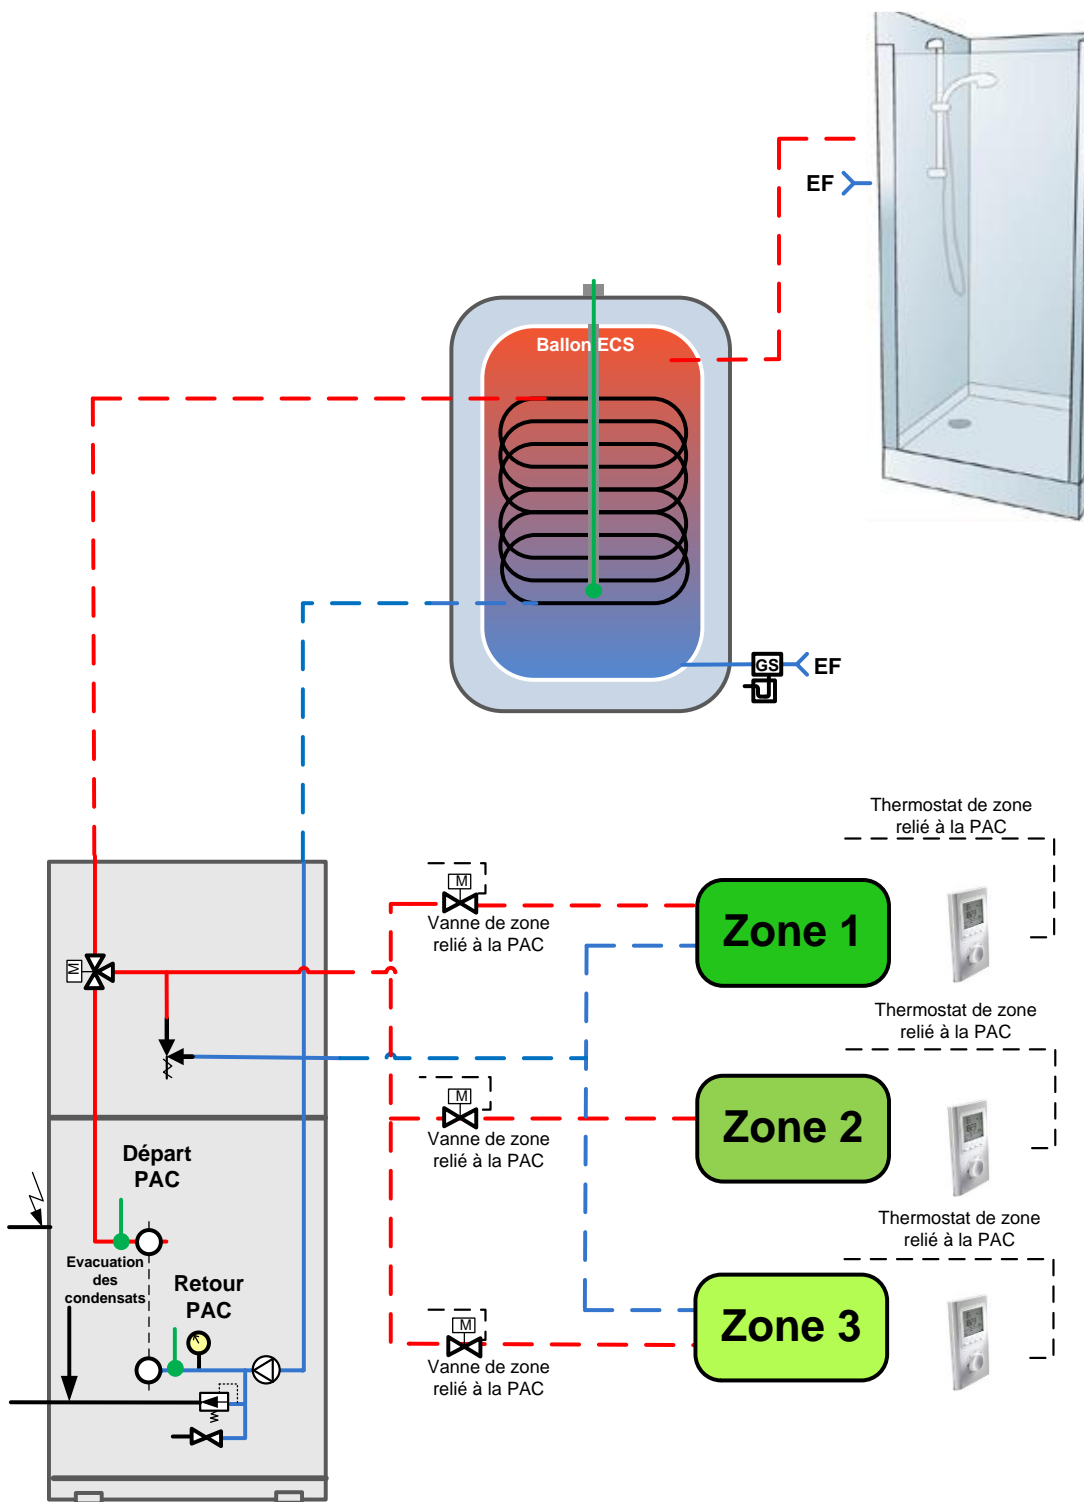 EF
Ballon ECS
GS
EF
Thermostat de zone
relié à la PAC
M
Vanne de zone
relié à la PAC
Zone 1
M
Thermostat de zone
relié à la PAC
M
Vanne de zone
relié à la PAC
Zone 2
Départ
PAC
Thermostat de zone
relié à la PAC
Evacuation
des
condensats
Retour
PAC
M
Vanne de zone
relié à la PAC
Zone 3